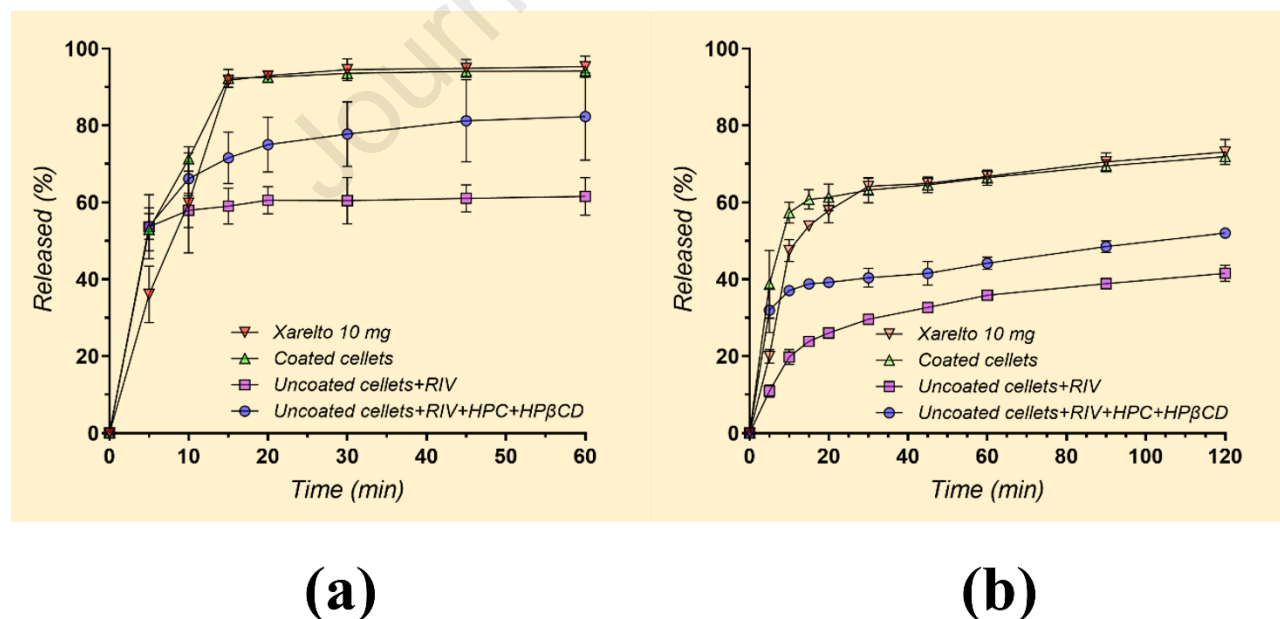 Journ
100
80
60
40
20
0
Released (%)
Xarelto 10 mg
Coated cellets
Uncoated cellets+RIV
Uncoated cellets+RIV+HPC+HPβCD
0 10 20 30 40 50 60
Time (min)
(a)
100
80
60
40
20
0
Released (%)
Xarelto 10 mg
Coated cellets
Uncoated cellets+RIV
Uncoated cellets+RIV+HPC+HPβCD
0 20 40 60 80 100 120
Time (min)
(b)